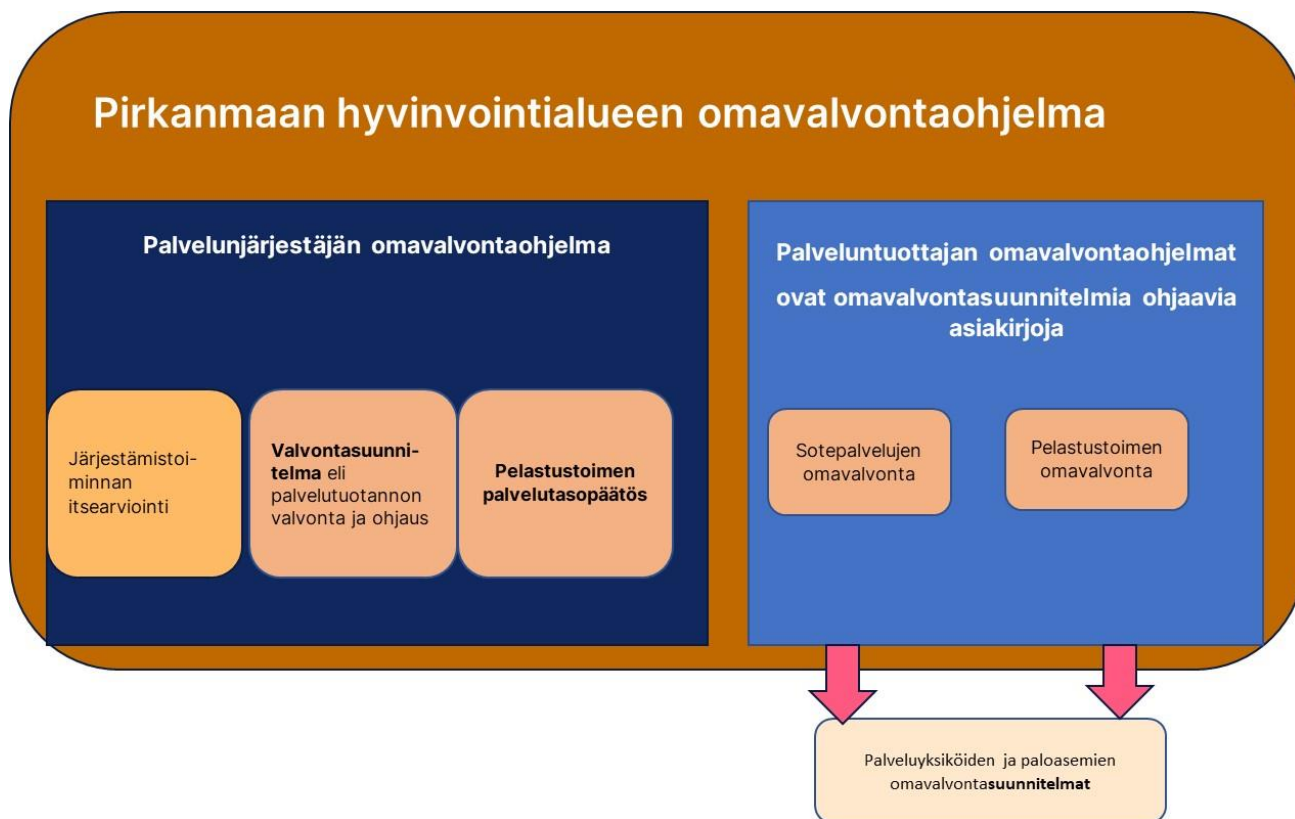 Pirkanmaan hyvinvointialueen omavalvontaohjelma
Palvelunjärjestäjän omavalvontaohjelma
Järjestämistoi-
minnan
itsearviointi
Valvontasuunni-
telma eli
palvelutuotannon
valvonta ja ohjaus
Pelastustoimen
palvelutasopäätös
Palveluntuottajan omavalvontaohjelmat
ovat omavalvontasuunnitelmia ohjaavia
asiakirjoja
Sotepalvelujen
omavalvonta
Pelastustoimen
omavalvonta
Palveluyksiköiden ja paloasemien
omavalvontasuunnitelmat